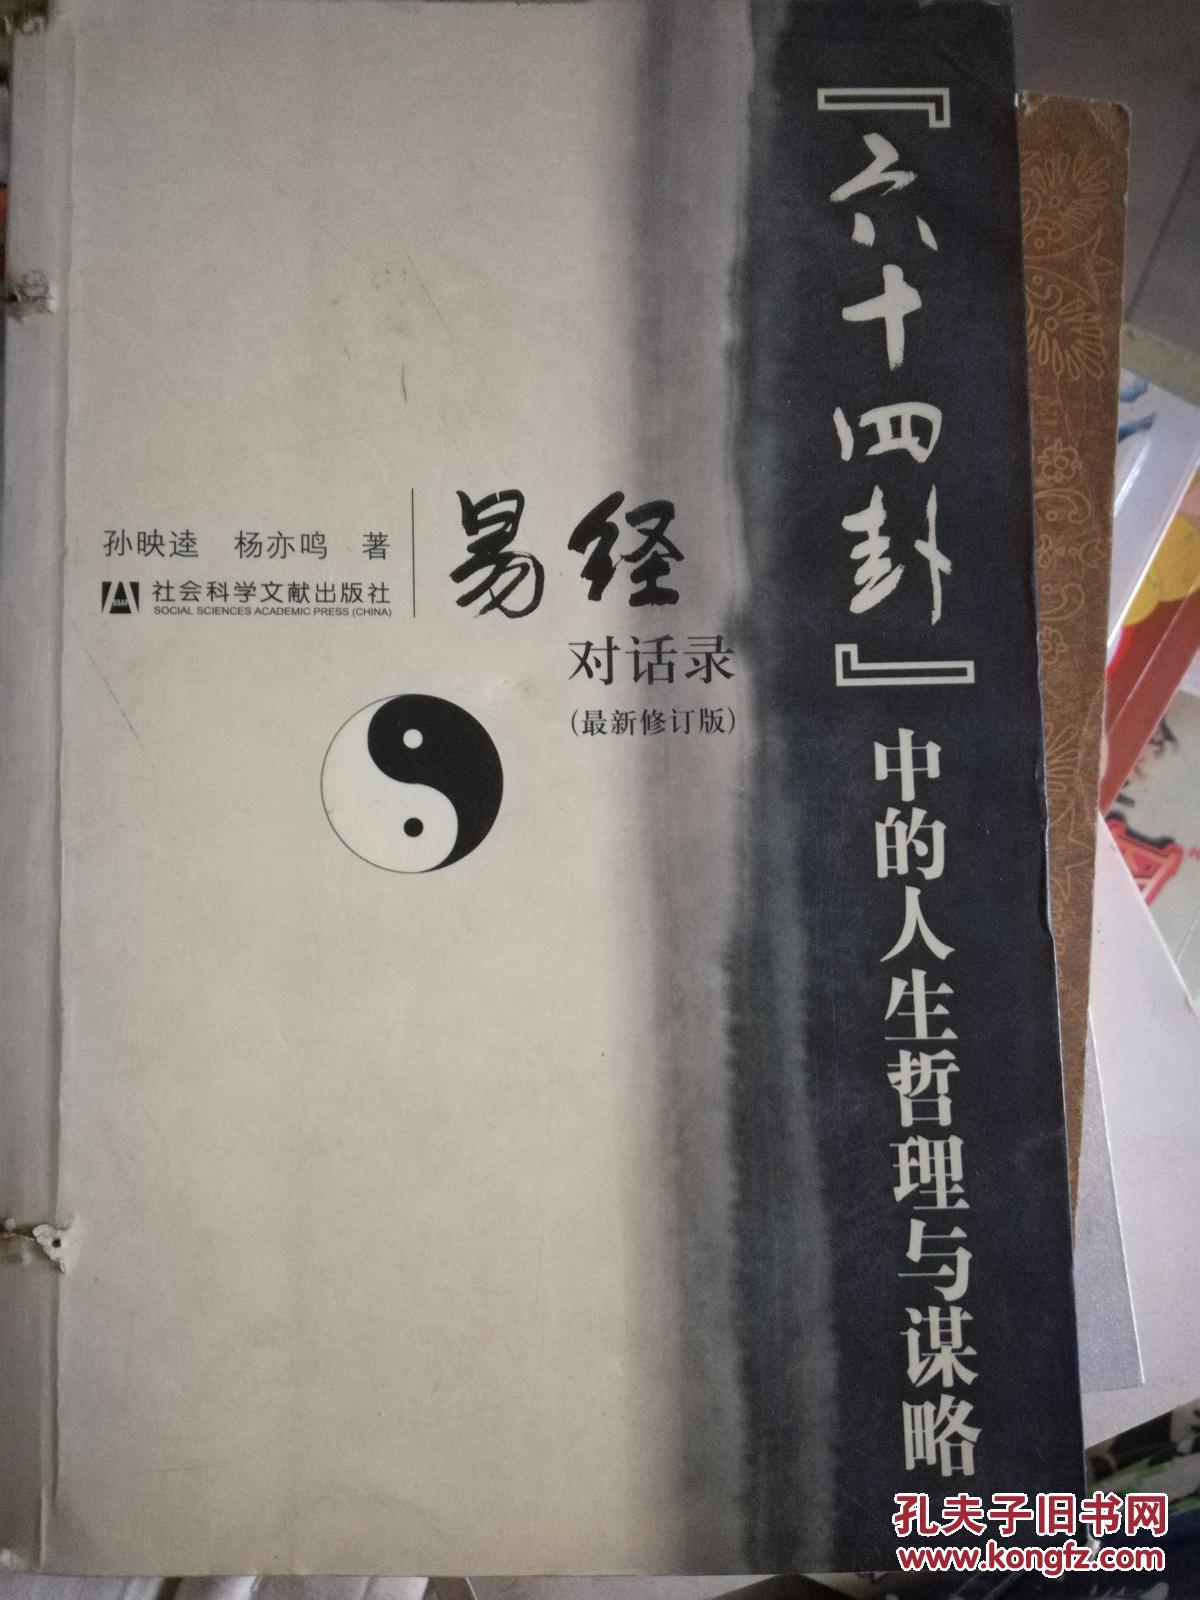 『六十四卦』中的人生哲理与谋略
易经
对话录
(最新修订版)
孙映逵 杨亦鸣 著
SSAP
社会科学文献出版社
SOCIAL SCIENCES ACADEMIC PRESS (CHINA)
孔夫子旧书网
www.kongfz.com